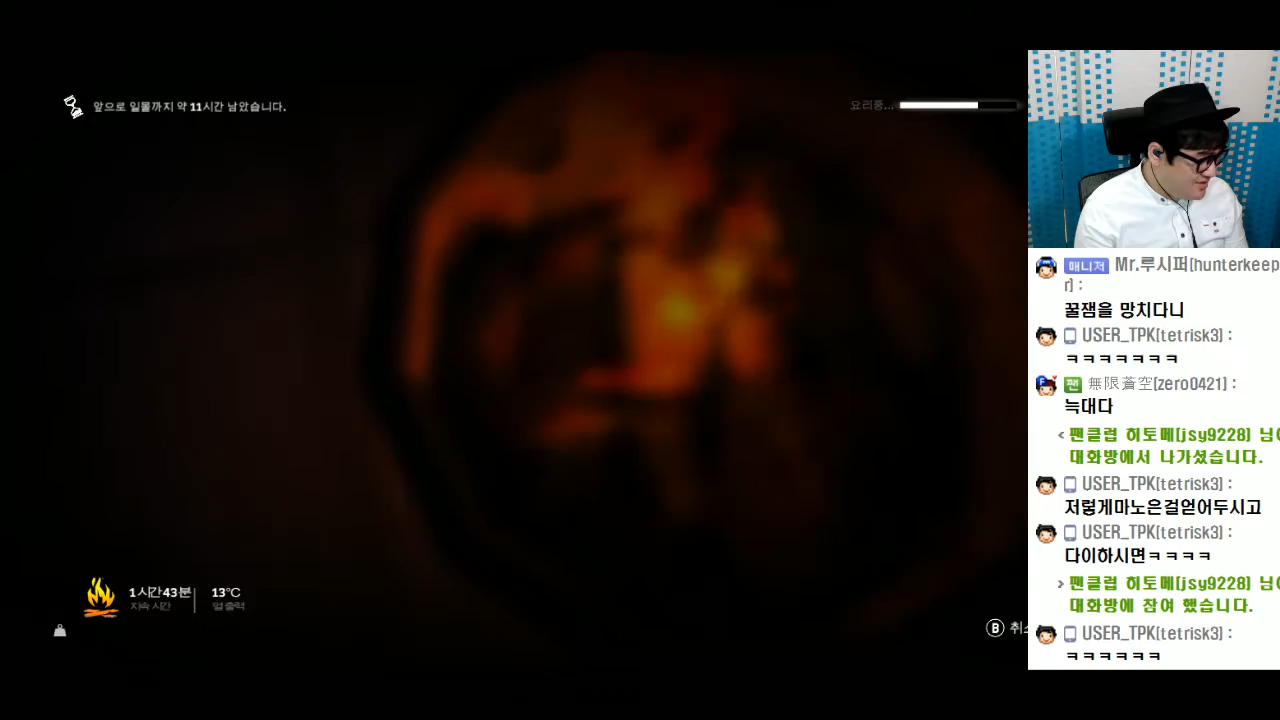 앞으로 일몰까지 약 11시간 남았습니다.
요리중...
1시간 43분
지속 시간
13°C
열 출력
B 취소
매니저 Mr.루시퍼[hunterkeep
r] :
꿀잼을 망치다니
USER_TPK[tetrisk3] :
ㅋㅋㅋㅋㅋㅋㅋ
팬 無限蒼空[zero0421] :
늑대다
< 팬클럽 히토메[jsy9228] 님이
대화방에서 나가셨습니다.
USER_TPK[tetrisk3] :
저렇게마노은걸얻어두시고
USER_TPK[tetrisk3] :
다이하시면ㅋㅋㅋㅋ
> 팬클럽 히토메[jsy9228] 님이
대화방에 참여 했습니다.
USER_TPK[tetrisk3] :
ㅋㅋㅋㅋㅋㅋ